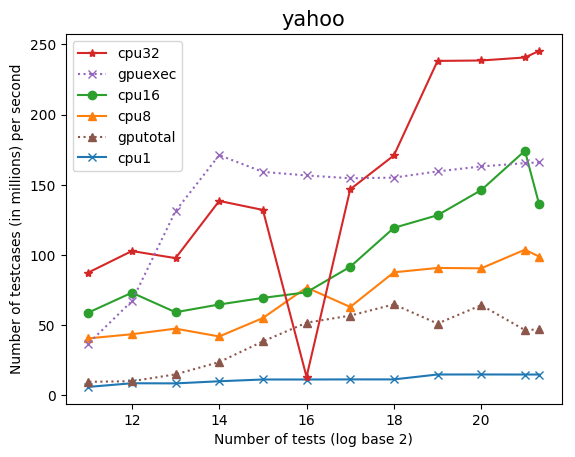 yahoo
cpu32
gpuexec
cpu16
cpu8
gputotal
cpu1
Number of testcases (in millions) per second
250
200
150
100
50
0
12
14
16
18
20
Number of tests (log base 2)